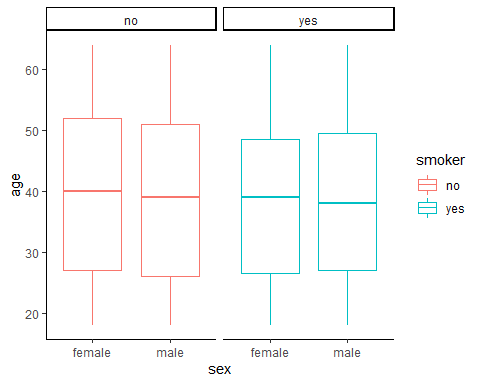 no yes
60
50
40
30
20
age
female male female male
sex
smoker
no
yes